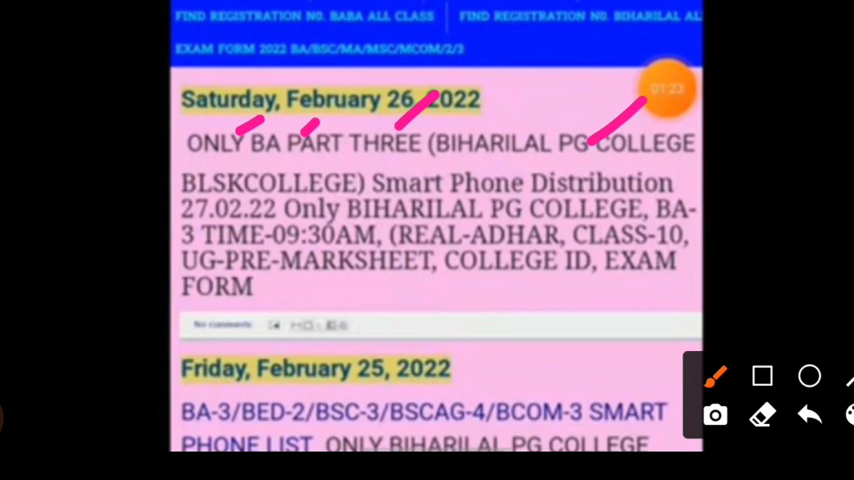 FIND REGISTRATION N0. BABA ALL CLASS FIND REGISTRATION N0. BIHARILAL AL
EXAM FORM 2022 BA/BSC/MA/MSC/MCOM/2/3
01:23
Saturday, February 26, 2022
ONLY BA PART THREE (BIHARILAL PG COLLEGE
BLSKCOLLEGE) Smart Phone Distribution
27.02.22 Only BIHARILAL PG COLLEGE, BA-
3 TIME-09:30AM, (REAL-ADHAR, CLASS-10,
UG-PRE-MARKSHEET, COLLEGE ID, EXAM
FORM
No comments:
Friday, February 25, 2022
BA-3/BED-2/BSC-3/BSCAG-4/BCOM-3 SMART
PHONE LIST ONLY BIHARILAL PG COLLEGE